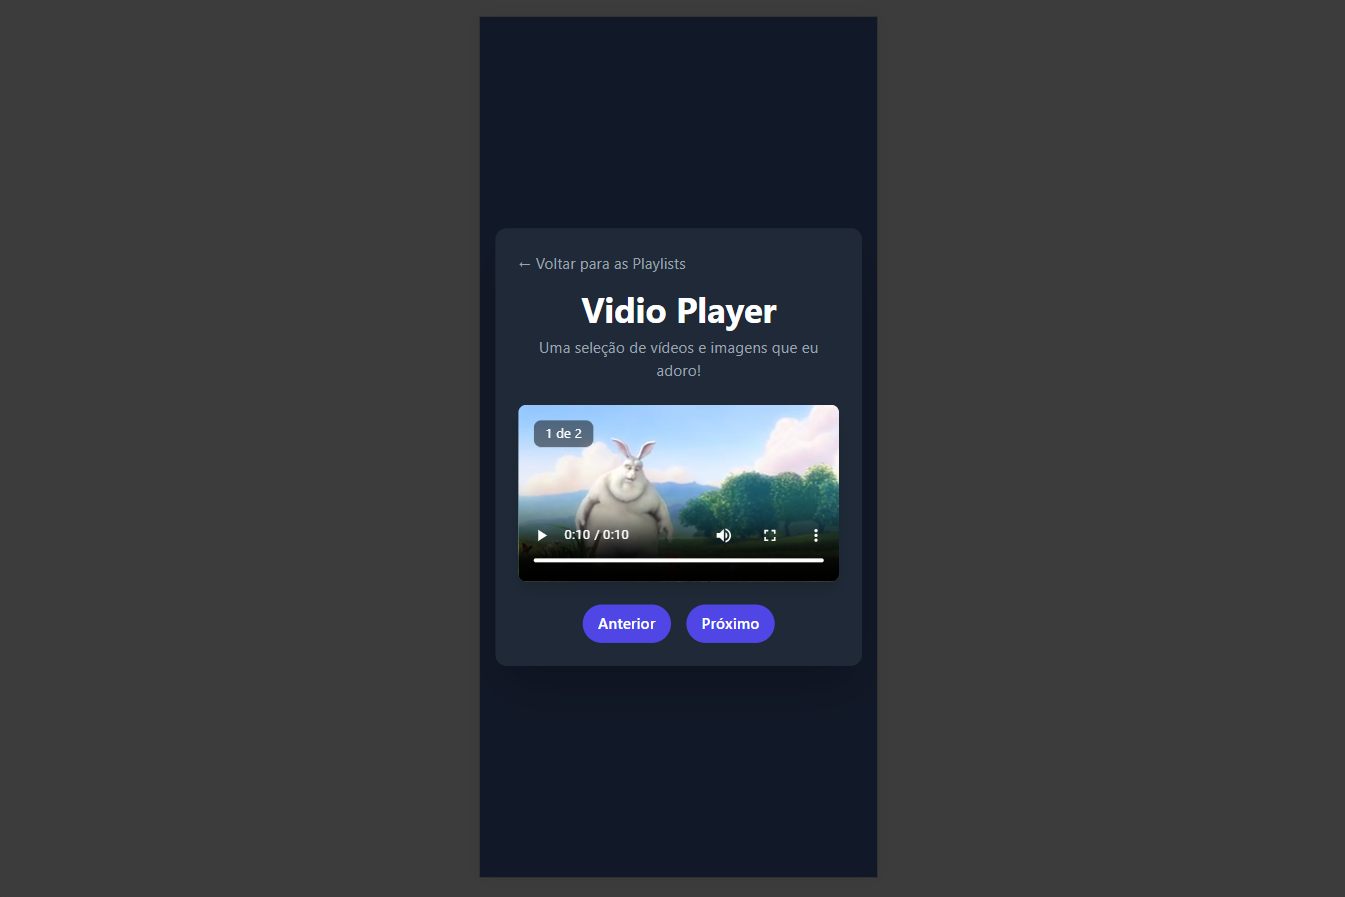 ← Voltar para as Playlists
Vidio Player
Uma seleção de vídeos e imagens que eu
adoro!
1 de 2
0:10 / 0:10
Anterior
Próximo